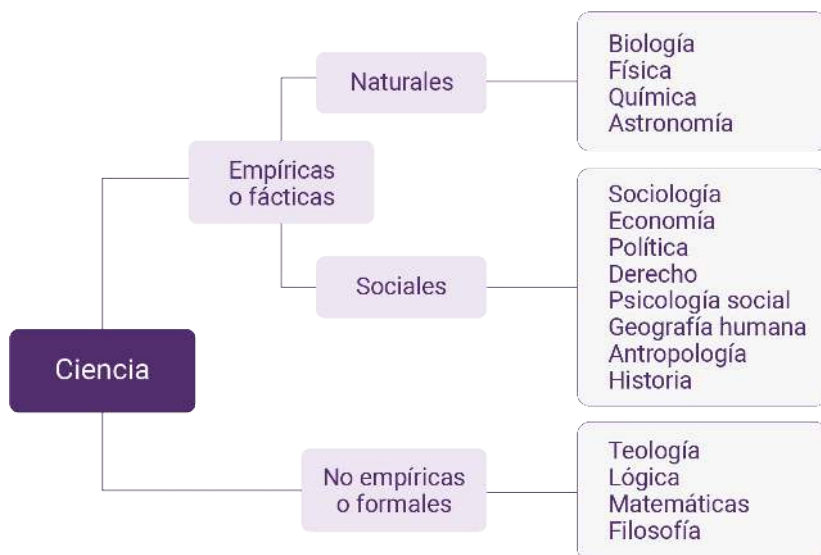 Ciencia
Empíricas
o fácticas
Naturales
Biología
Física
Química
Astronomía
Sociales
Sociología
Economía
Política
Derecho
Psicología social
Geografía humana
Antropología
Historia
No empíricas
o formales
Teología
Lógica
Matemáticas
Filosofía